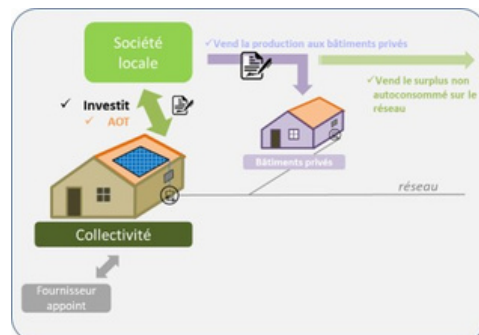 Société
locale
✓Vend la production aux bâtiments privés
✓Vend le surplus non
autoconsommé sur le
réseau
✓ Investit
✓ AOT
Bâtiments privés
réseau
Collectivité
Fournisseur
appoint